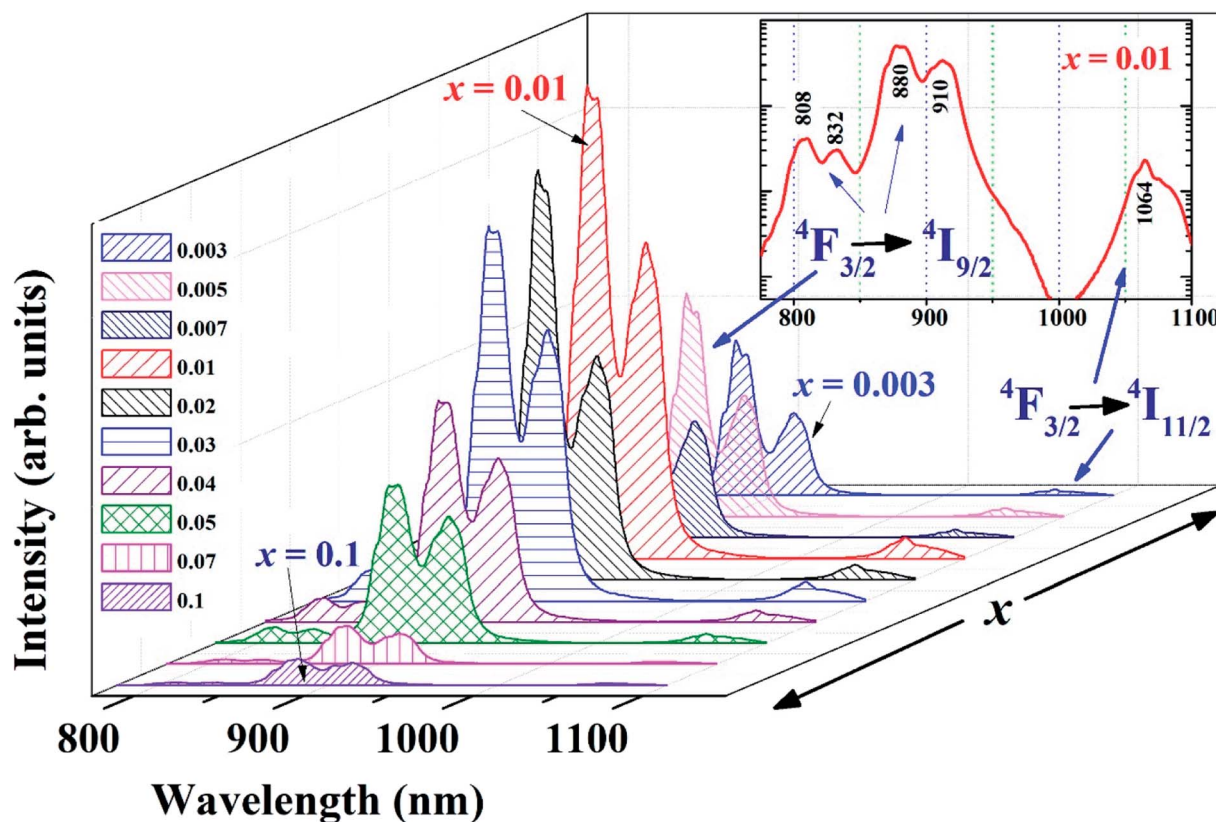 x = 0.01
x = 0.01
808
832
880
910
1064
⁴F₃/₂ → ⁴I₉/₂
800
900
1000
1100
0.003
0.005
0.007
0.01
0.02
0.03
0.04
0.05
0.07
0.1
x = 0.003
⁴F₃/₂ → ⁴I₁₁/₂
x = 0.1
x
Intensity (arb. units)
800
900
1000
1100
Wavelength (nm)